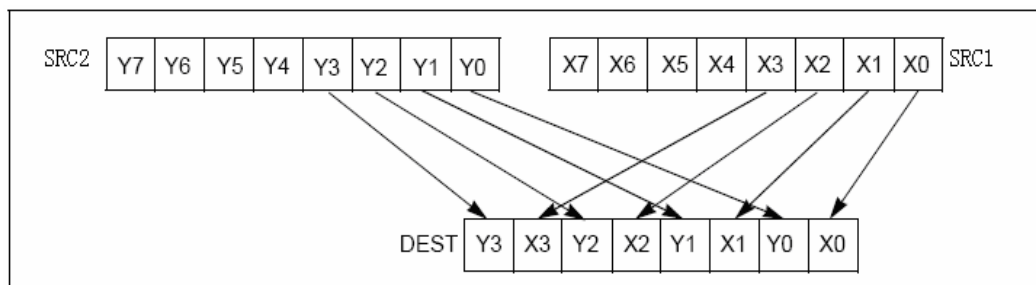 SRC2 Y7 Y6 Y5 Y4 Y3 Y2 Y1 Y0 X7 X6 X5 X4 X3 X2 X1 X0 SRC1
DEST Y3 X3 Y2 X2 Y1 X1 Y0 X0